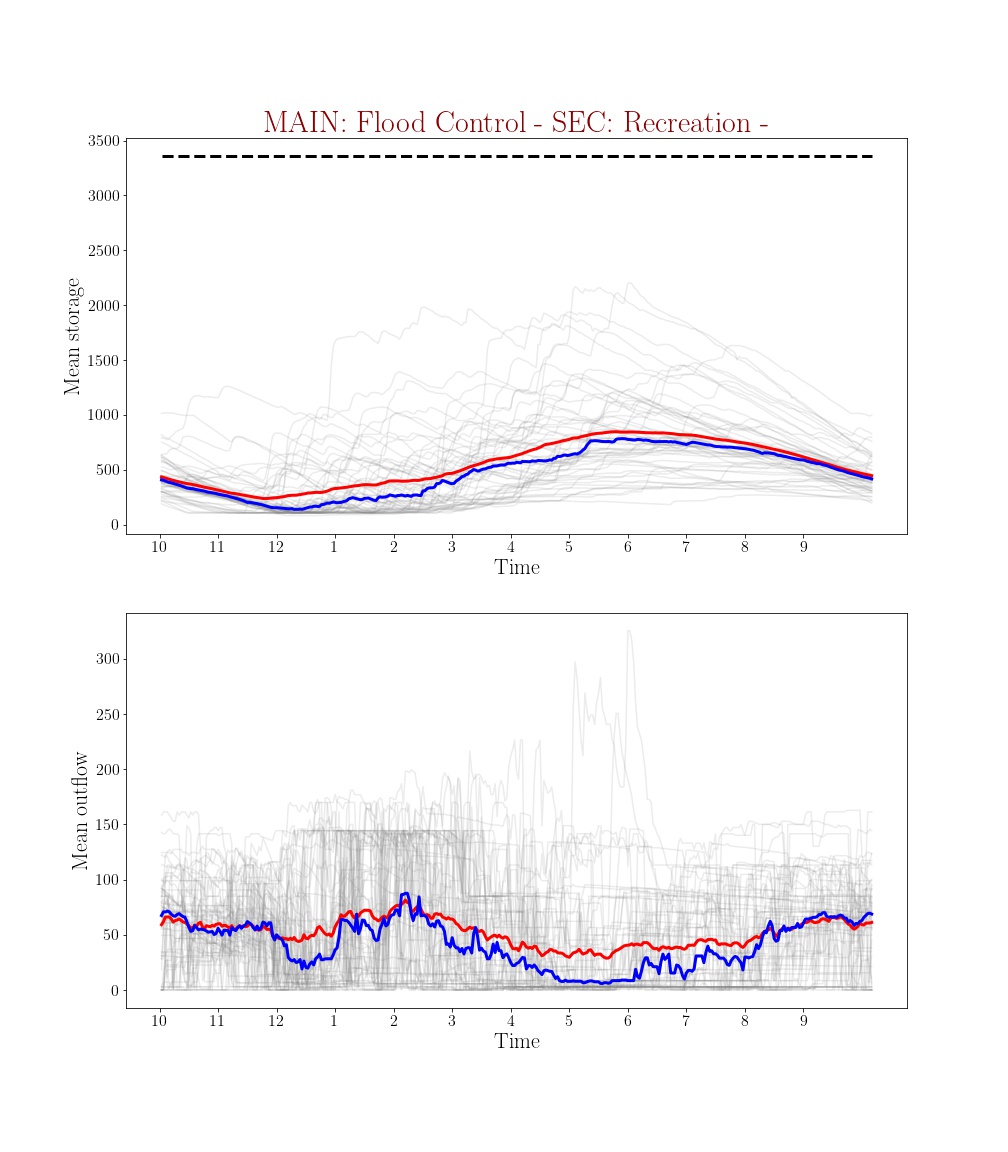 MAIN: Flood Control - SEC: Recreation -
3500
3000
2500
2000
1500
1000
500
0
Mean storage
10 11 12 1 2 3 4 5 6 7 8 9
Time
300
250
200
150
100
50
0
Mean outflow
10 11 12 1 2 3 4 5 6 7 8 9
Time